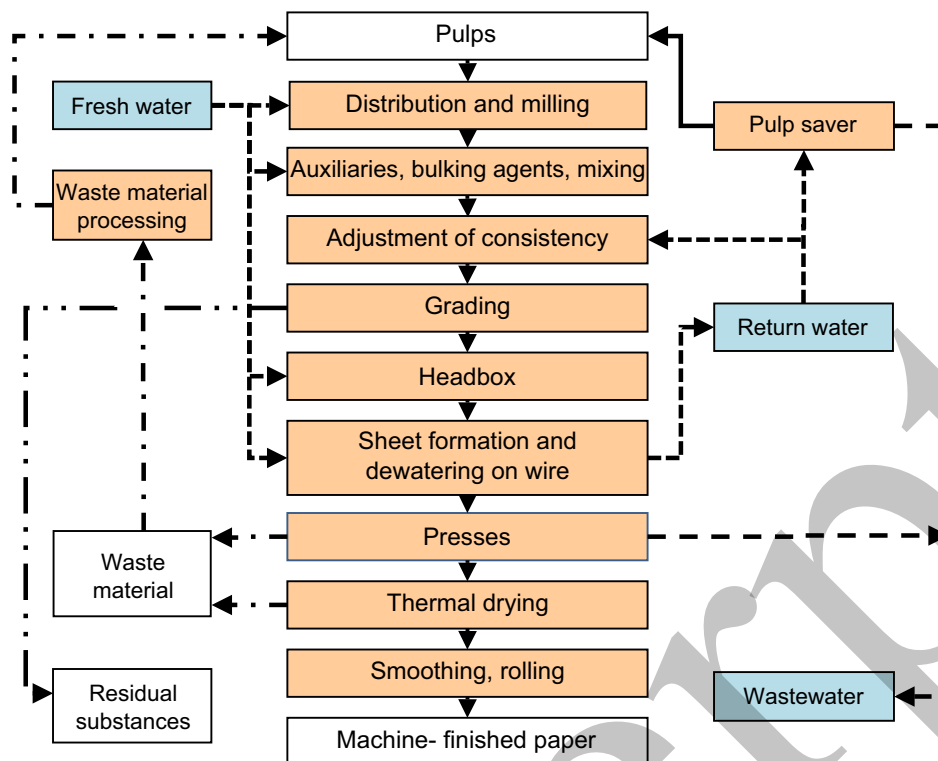 Pulps
Fresh water
Distribution and milling
Pulp saver
Auxiliaries, bulking agents, mixing
Waste material
processing
Adjustment of consistency
Grading
Return water
Headbox
Sheet formation and
dewatering on wire
Presses
Waste
material
Thermal drying
Smoothing, rolling
Residual
substances
Wastewater
Machine- finished paper